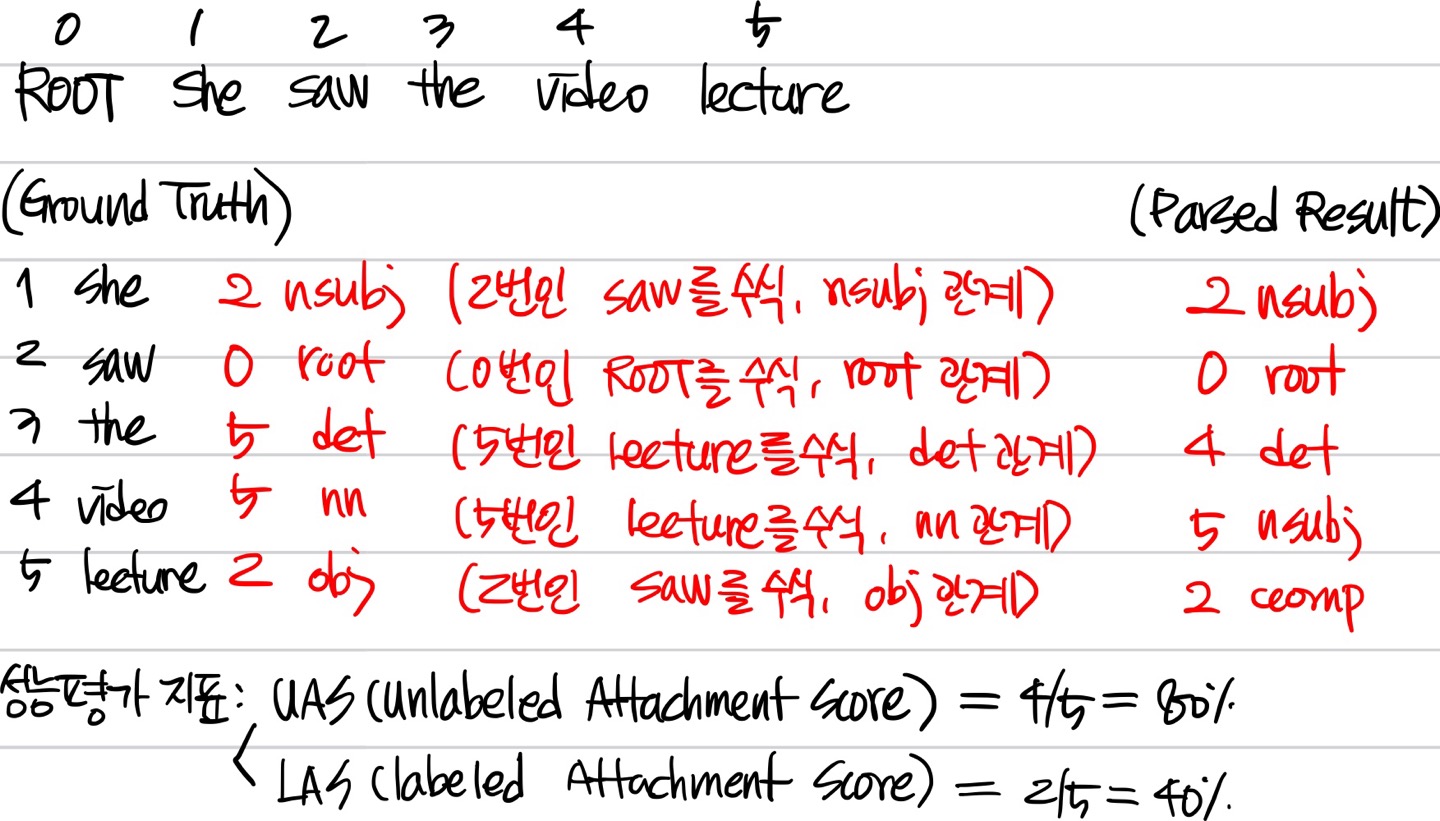 0 1 2 3 4 5
ROOT She saw the video lecture
(Ground Truth) (Parsed Result)
1 she 2 nsubj (2번인 saw를 수식, nsubj 관계) 2 nsubj
2 saw 0 root (0번인 ROOT를 수식, root 관계) 0 root
3 the 5 det (5번인 lecture를 수식, det 관계) 4 det
4 video 5 nn (5번인 lecture를 수식, nn 관계) 5 nsubj
5 lecture 2 obj (2번인 saw를 수식, obj 관계) 2 ccomp
성능평가 지표: UAS (Unlabeled Attachment Score) = 4/5 = 80%
LAS (labeled Attachment Score) = 2/5 = 40%